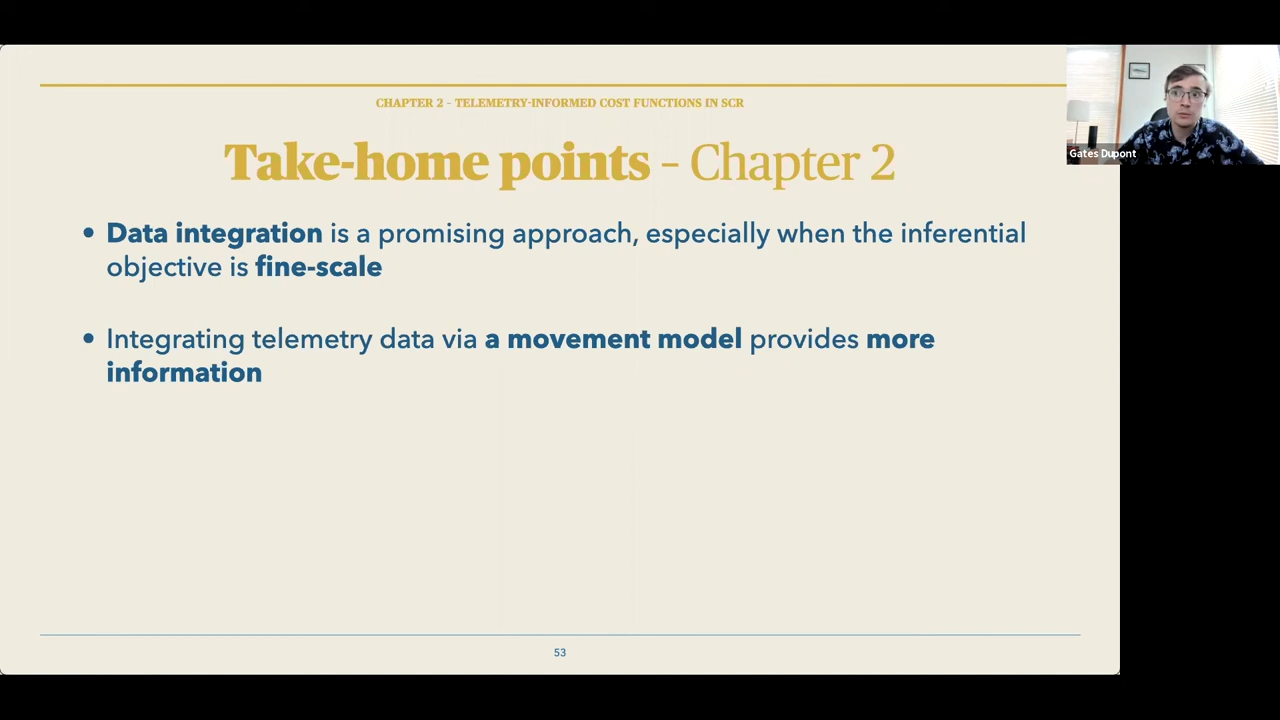 CHAPTER 2 – TELEMETRY-INFORMED COST FUNCTIONS IN SCR
Take-home points – Chapter 2
• Data integration is a promising approach, especially when the inferential
objective is fine-scale
• Integrating telemetry data via a movement model provides more
information
53
Gates Dupont